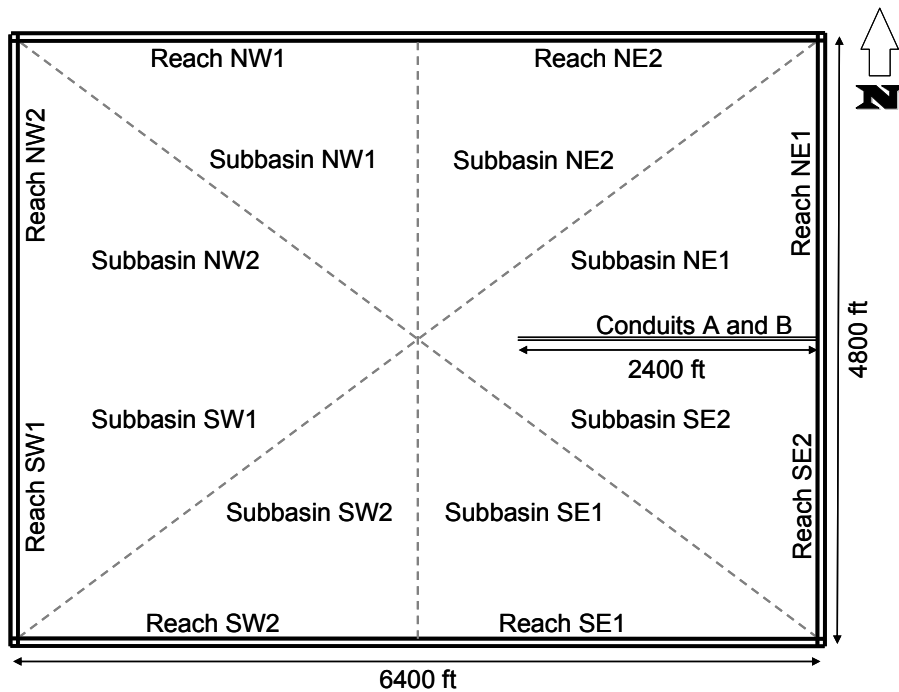 Reach NW1
Reach NE2
N
Reach NW2
Reach NE1
Subbasin NW1
Subbasin NE2
Subbasin NW2
Subbasin NE1
Conduits A and B
2400 ft
4800 ft
Subbasin SW1
Subbasin SE2
Reach SW1
Reach SE2
Subbasin SW2
Subbasin SE1
Reach SW2
Reach SE1
6400 ft